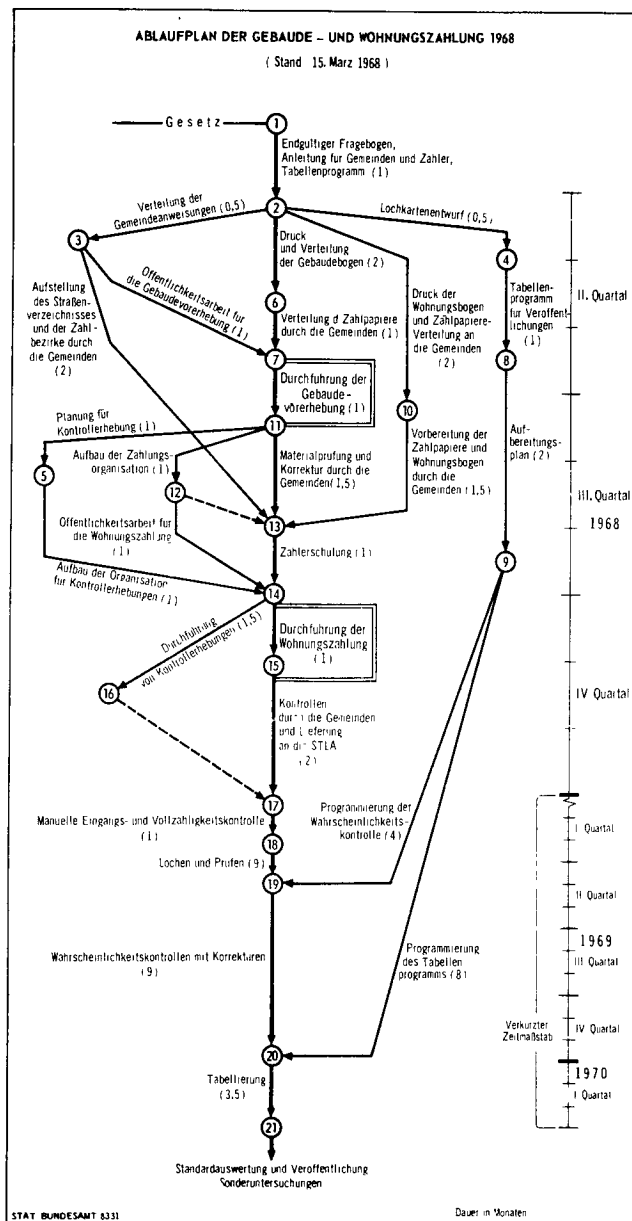 ABLAUFPLAN DER GEBAUDE - UND WOHNUNGSZAHLUNG 1968
( Stand 15. Marz 1968 )
Gesetz
1
Endgultiger Fragebogen,
Anleitung fur Gemeinden und Zahler,
Tabellenprogramm (1)
Verteilung der
Gemeindeanweisungen (0,5)
2
Lochkartenentwurf (0,5)
3
Druck
und Verteilung
der Gebaudebogen (2)
4
Aufstellung
des Straßen-
verzeichnisses
und der Zahl-
bezirke durch
die Gemeinden
(2)
Offentlichkeitsarbeit fur
die Gebaudevorerhebung (1)
6
Verteilung d Zahlpapiere
durch die Gemeinden (1)
Druck der
Wohnungsbogen
und Zahlpapiere-
Verteilung an
die Gemeinden
(2)
Tabellen-
programm
fur Veroffent-
lichungen
(1)
II. Quartal
7
8
Durchfuhrung der
Gebaude-
vorerhebung (1)
10
Planung fur
Kontrollerhebung (1)
11
Aufbau der Zahlungs-
organisation (1)
Materialprufung und
Korrektur durch die
Gemeinden (1,5)
Vorbereitung der
Zahlpapiere und
Wohnungsbogen
durch die
Gemeinden (1,5)
Auf-
bereitungs-
plan (2)
III. Quartal
1968
5
12
13
Offentlichkeitsarbeit fur
die Wohnungszahlung
(1)
Zahlerschulung (1)
9
Aufbau der Organisation
fur Kontrollerhebungen (1)
14
Durchfuhrung
von Kontrollerhebungen (1,5)
Durchfuhrung der
Wohnungszahlung
(1)
15
16
IV Quartal
Kontrollen
durch die Gemeinden
und Lieferung
an die STLA
(2)
17
Manuelle Eingangs- und Vollzahligkeitskontrolle
(1)
18
Lochen und Prufen (9)
19
Programmierung der
Wahrscheinlichkeits-
kontrolle (4)
I Quartal
II Quartal
1969
Wahrscheinlichkeitskontrollen mit Korrekturen
(9)
Programmierung
des Tabellen
programms (8)
III Quartal
Verkurzter
Zeitmaßstab
IV Quartal
20
1970
Tabellierung
(3,5)
I Quartal
21
Standardauswertung und Veroffentlichung
Sonderuntersuchungen
STAT BUNDESAMT 8331
Dauer in Monaten